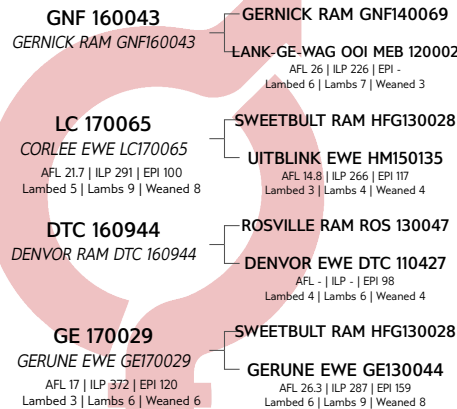 GNF 160043
GERNICK RAM GNF160043
GERNICK RAM GNF140069
LANK-GE-WAG OOI MEB 120002
AFL 26 | ILP 226 | EPI -
Lambed 6 | Lambs 7 | Weaned 3
LC 170065
CORLEE EWE LC170065
AFL 21.7 | ILP 291 | EPI 100
Lambed 5 | Lambs 9 | Weaned 8
SWEETBULT RAM HFG130028
UITBLINK EWE HM150135
AFL 14.8 | ILP 266 | EPI 117
Lambed 3 | Lambs 4 | Weaned 4
DTC 160944
DENVOR RAM DTC 160944
ROSVILLE RAM ROS 130047
DENVOR EWE DTC 110427
AFL - | ILP - | EPI 98
Lambed 4 | Lambs 6 | Weaned 4
GE 170029
GERUNE EWE GE170029
AFL 17 | ILP 372 | EPI 120
Lambed 3 | Lambs 6 | Weaned 6
SWEETBULT RAM HFG130028
GERUNE EWE GE130044
AFL 26.3 | ILP 287 | EPI 159
Lambed 6 | Lambs 9 | Weaned 8